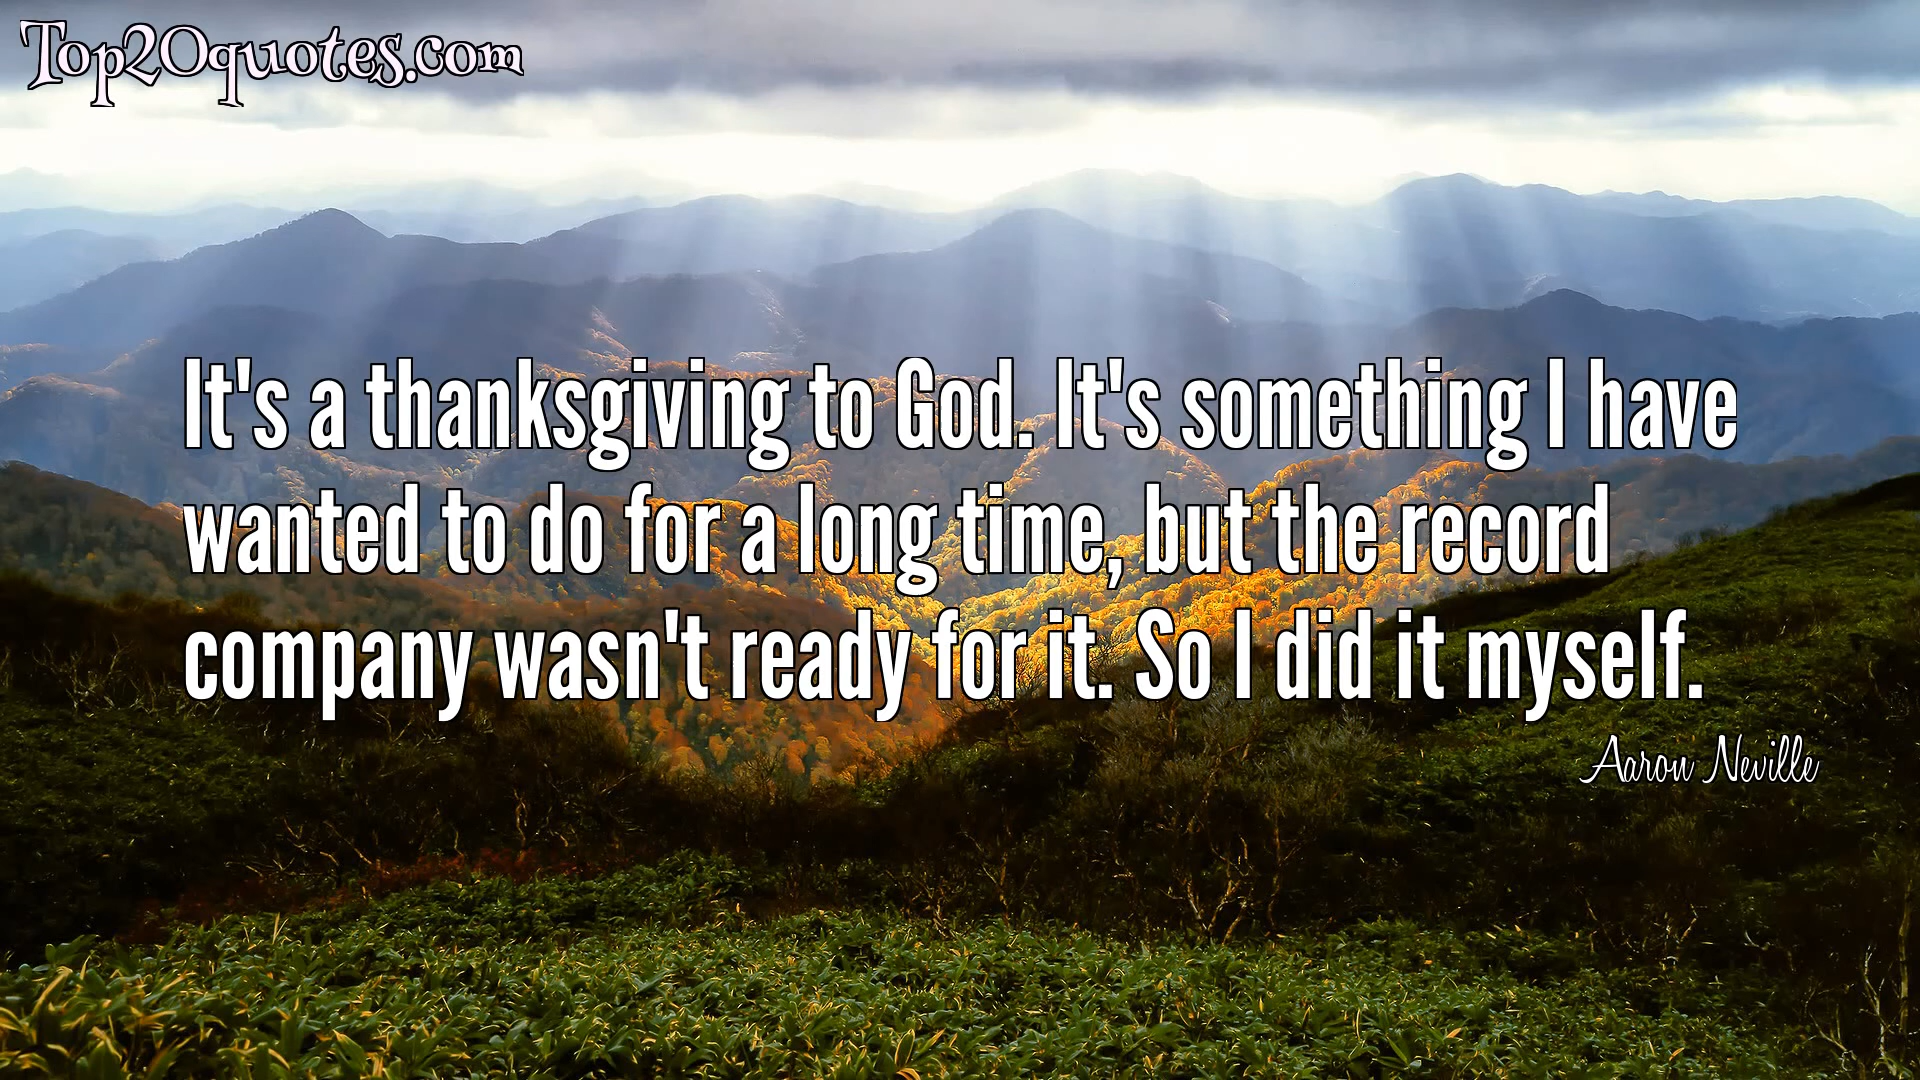 Top20quotes.com
It's a thanksgiving to God. It's something I have
wanted to do for a long time, but the record
company wasn't ready for it. So I did it myself.
Aaron Neville